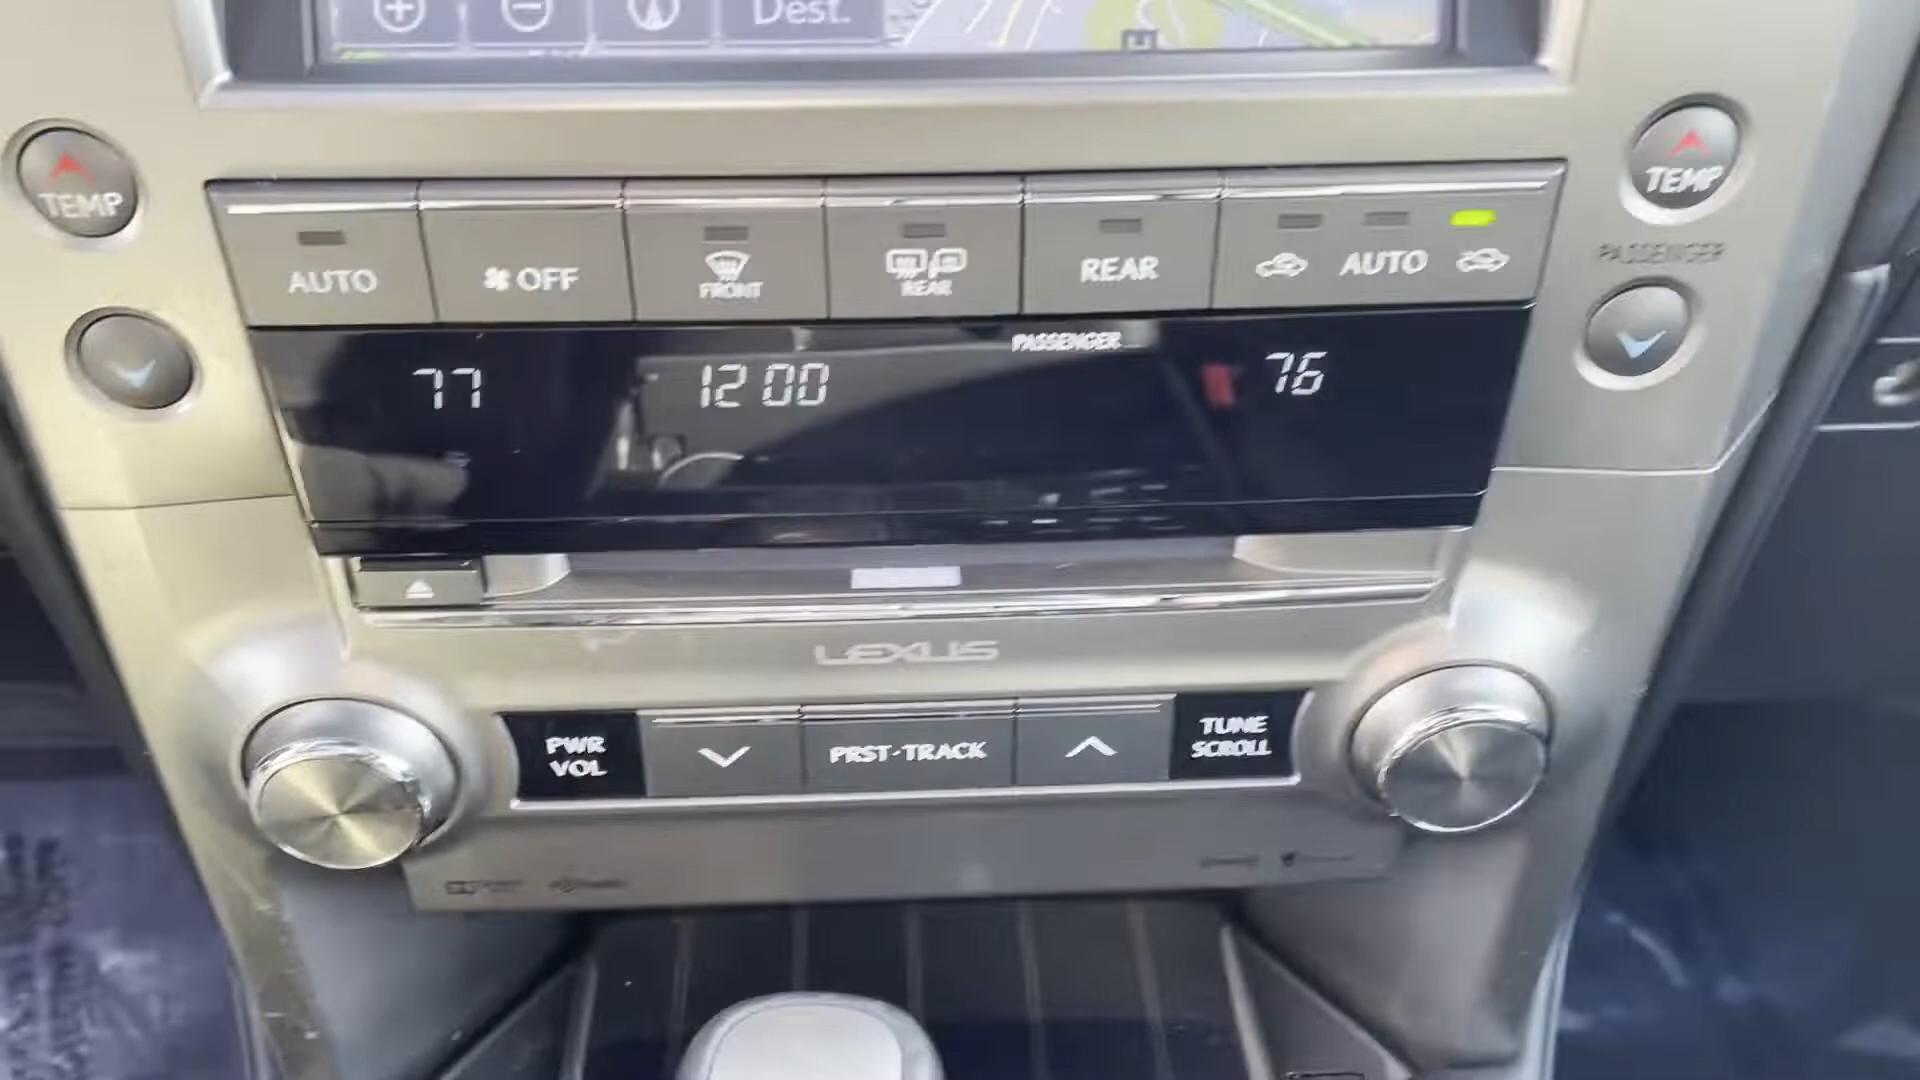 Dest.
TEMP
TEMP
AUTO
OFF
FRONT
REAR
REAR
AUTO
PASSENGER
PASSENGER
77
12 00
76
LEXUS
PWR
VOL
PRST·TRACK
TUNE
SCROLL